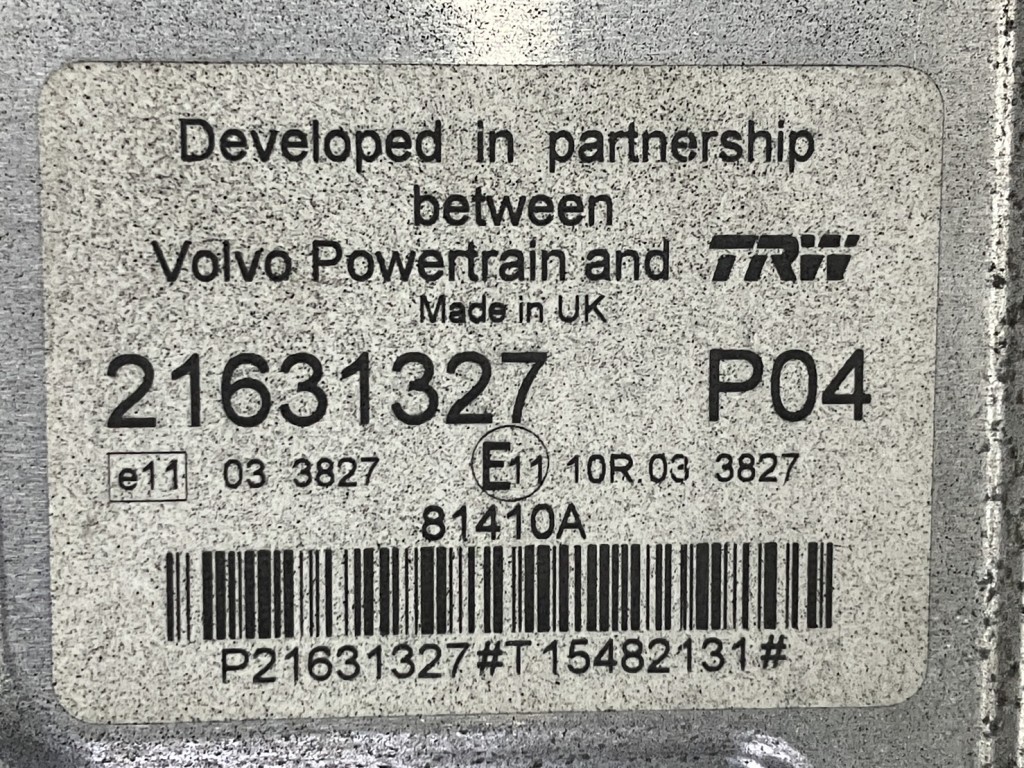 Developed in partnership
between
Volvo Powertrain and TRW
Made in UK
21631327 P04
e11 03 3827 E11 10R.03 3827
81410A
P21631327#T15482131#